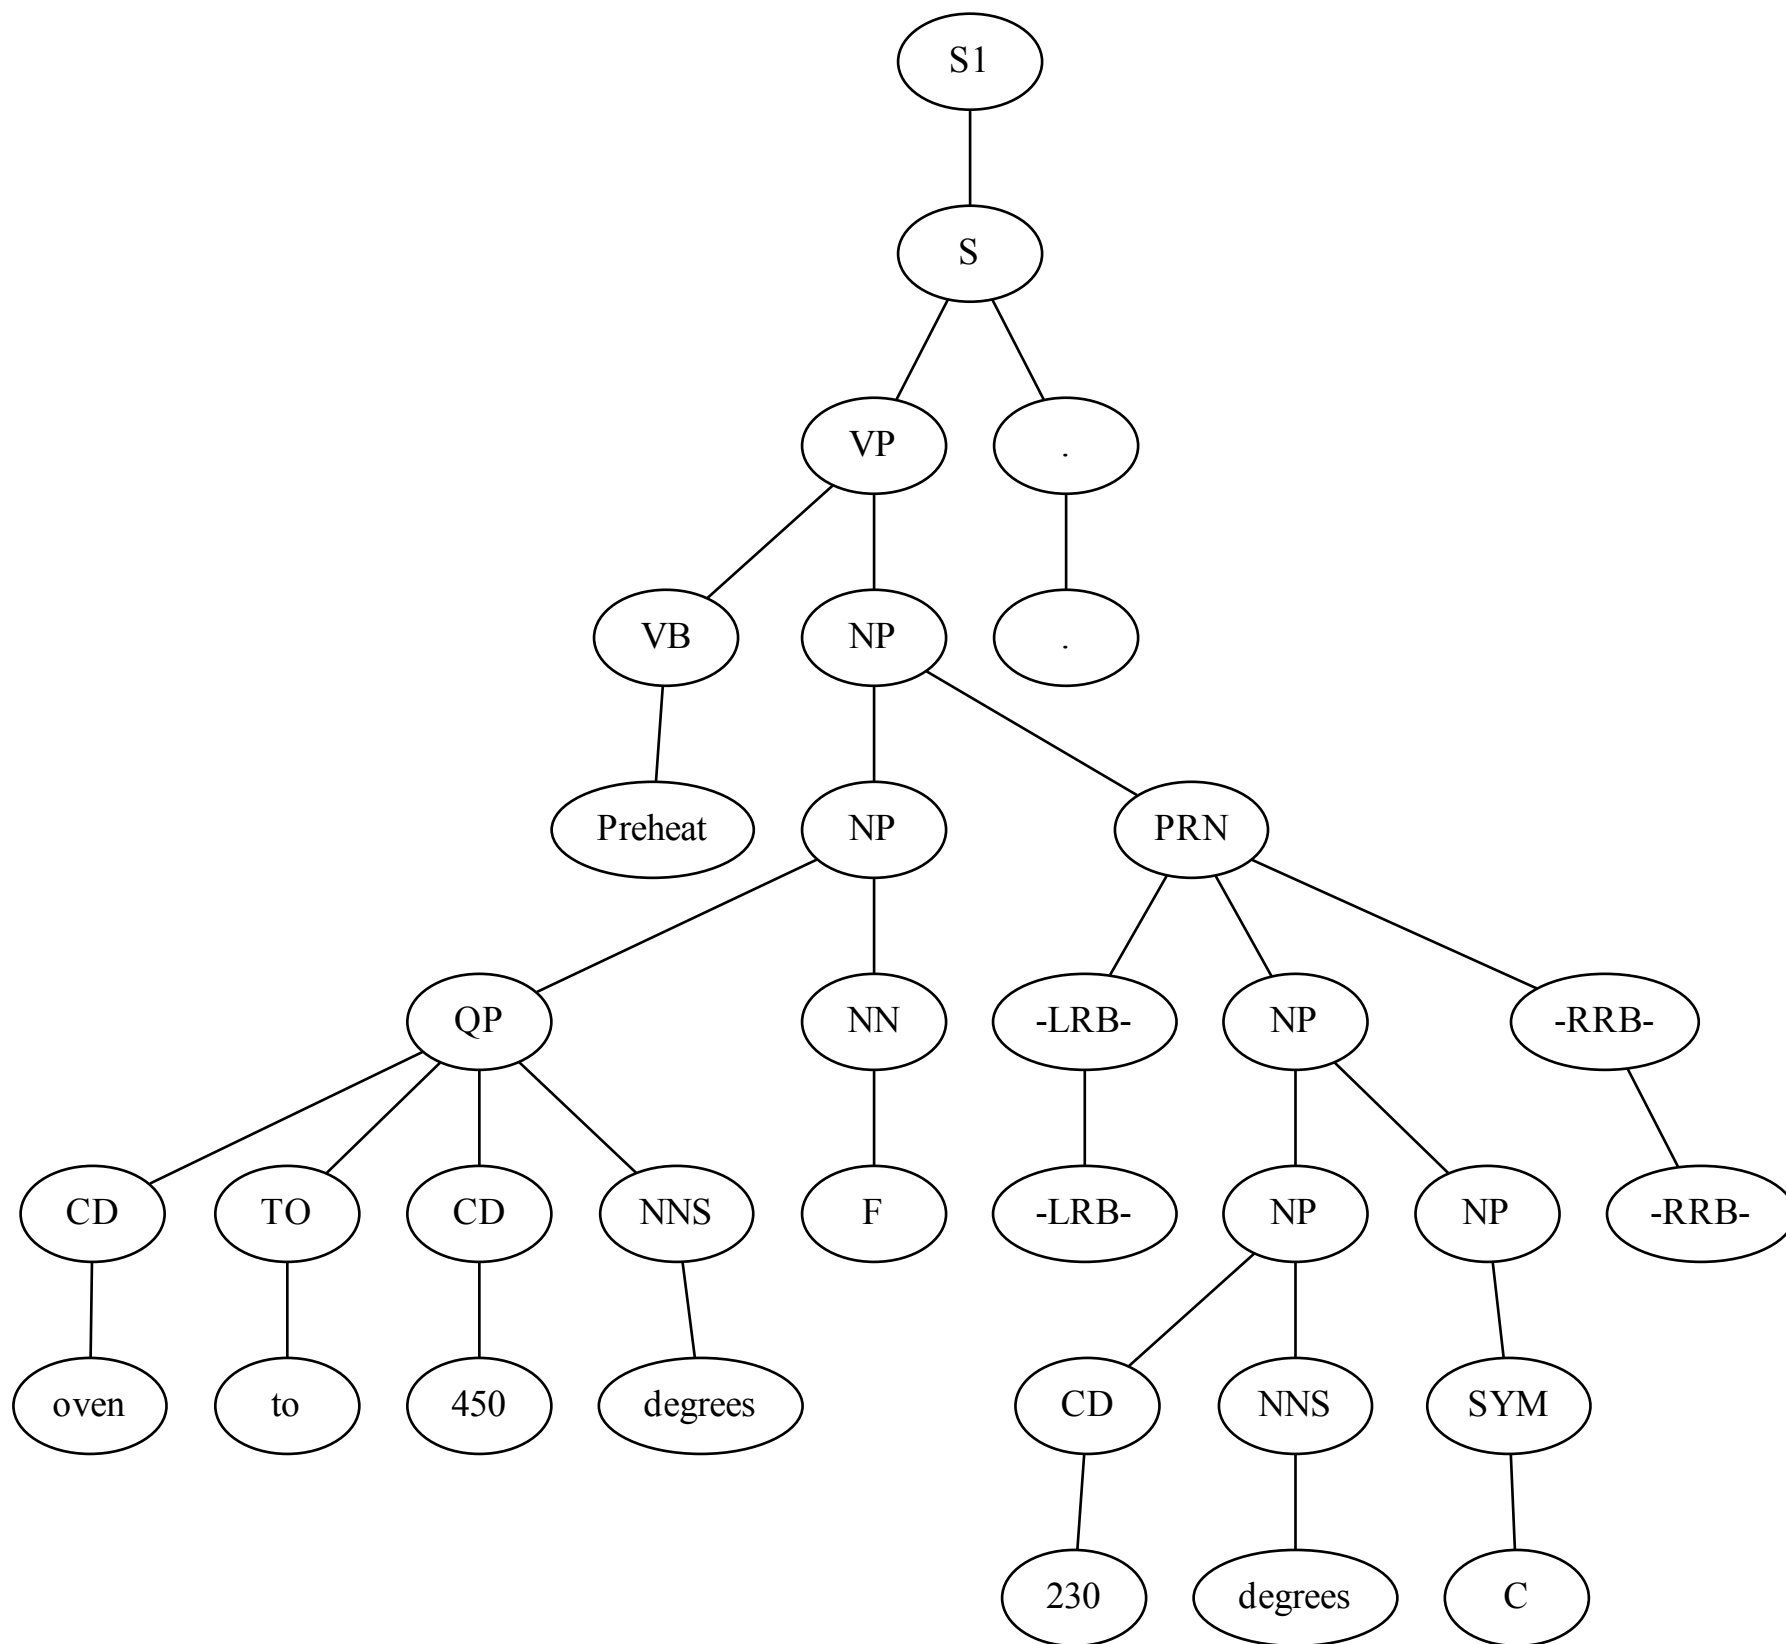 S1
S
VP .
VB NP .
Preheat NP PRN
QP NN -LRB- NP -RRB-
CD TO CD NNS F -LRB- NP NP -RRB-
oven to 450 degrees CD NNS SYM
230 degrees C